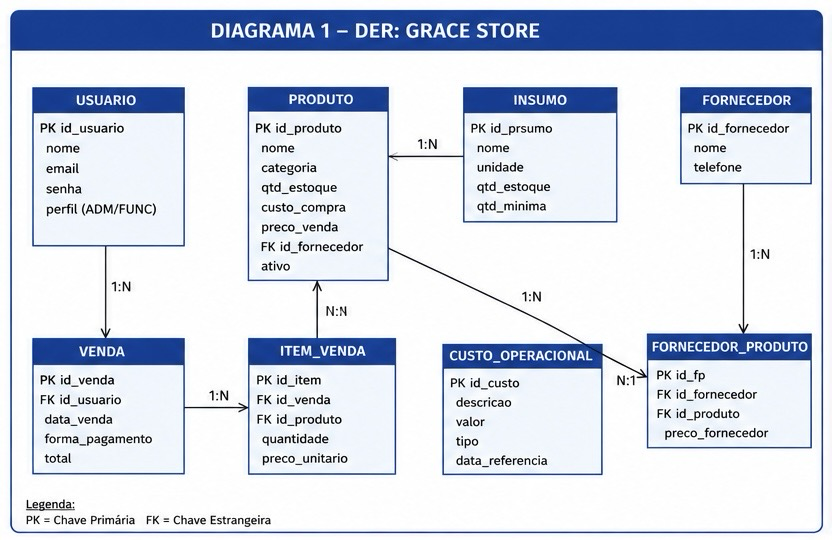 DIAGRAMA 1 – DER: GRACE STORE
USUARIO
PK id_usuario
nome
email
senha
perfil (ADM/FUNC)
PRODUTO
PK id_produto
nome
categoria
qtd_estoque
custo_compra
preco_venda
FK id_fornecedor
ativo
1:N
INSUMO
PK id_prsumo
nome
unidade
qtd_estoque
qtd_minima
FORNECEDOR
PK id_fornecedor
nome
telefone
1:N
N:N
1:N
1:N
VENDA
PK id_venda
FK id_usuario
data_venda
forma_pagamento
total
1:N
ITEM_VENDA
PK id_item
FK id_venda
FK id_produto
quantidade
preco_unitario
CUSTO_OPERACIONAL
PK id_custo
descricao
valor
tipo
data_referencia
N:1
FORNECEDOR_PRODUTO
PK id_fp
FK id_fornecedor
FK id_produto
preco_fornecedor
Legenda:
PK = Chave Primária FK = Chave Estrangeira